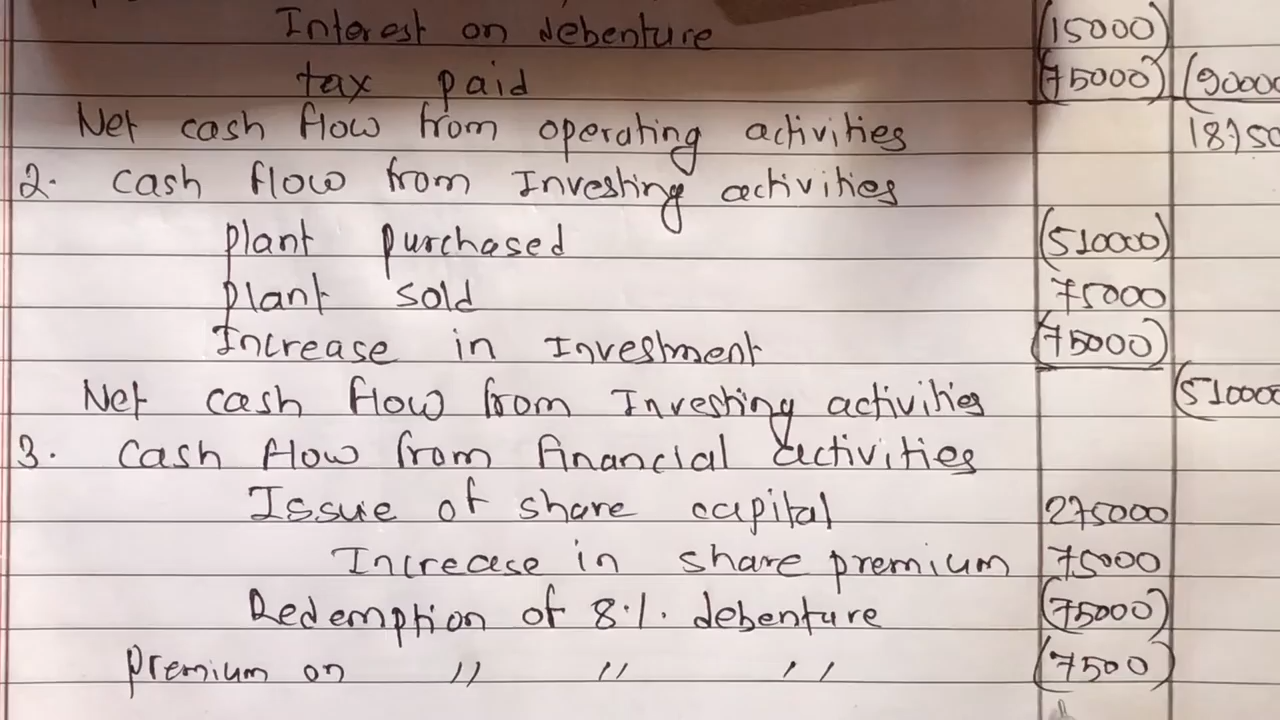 Interest on debenture (15000)
tax paid (75000) (90000
Net cash flow from operating activities 18750
2. cash flow from Investing activities
plant purchased (510000)
plant sold 75000
Increase in Investment (75000)
Net cash flow from Investing activities (510000
3. cash flow from financial activities
Issue of share capital 275000
Increase in share premium 75000
Redemption of 8%. debenture (75000)
premium on " " " (7500)